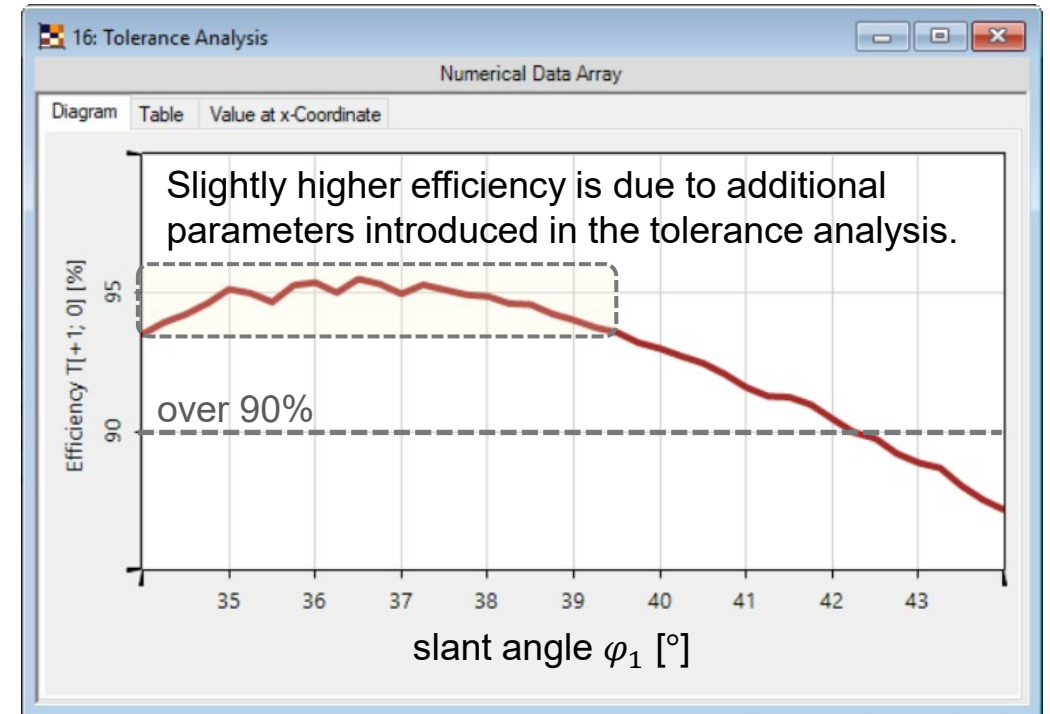 16: Tolerance Analysis
Numerical Data Array
Diagram Table Value at x-Coordinate
Slightly higher efficiency is due to additional
parameters introduced in the tolerance analysis.
Efficiency T[+1; 0] [%]
95
over 90%
90
35 36 37 38 39 40 41 42 43
slant angle φ₁ [°]